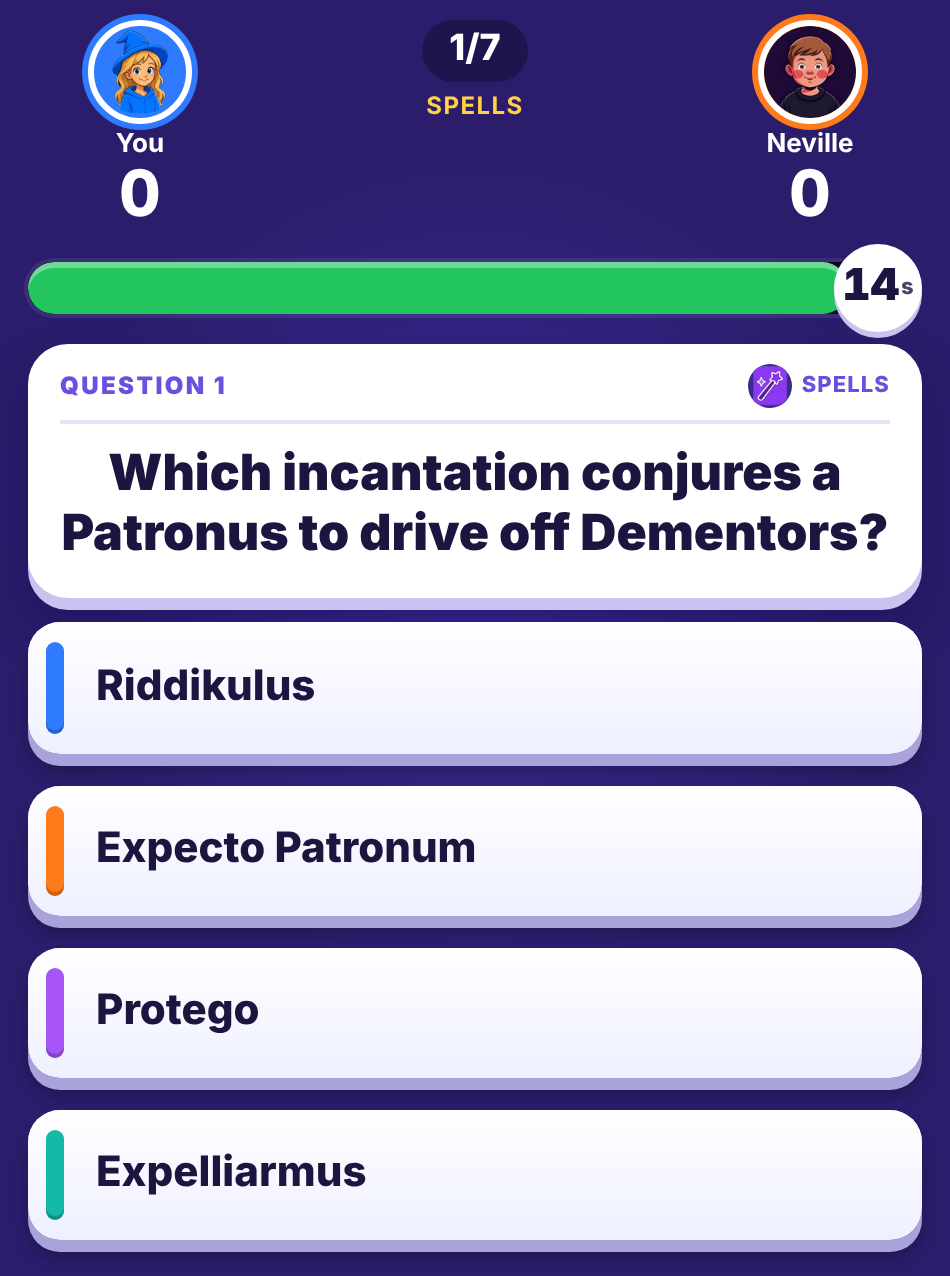 1/7
SPELLS
You
Neville
0
0
14s
QUESTION 1
SPELLS
Which incantation conjures a
Patronus to drive off Dementors?
Riddikulus
Expecto Patronum
Protego
Expelliarmus